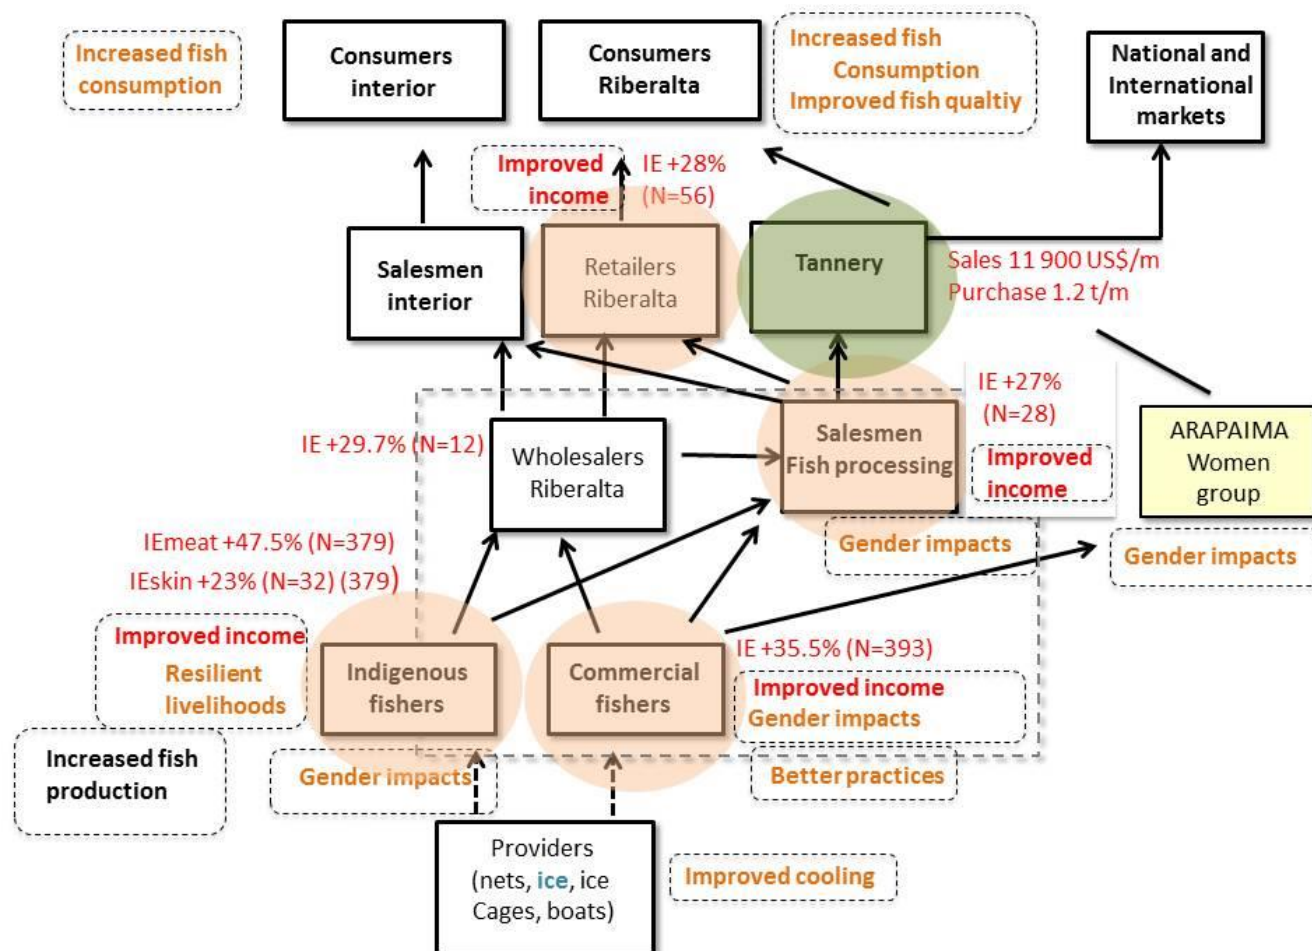 Increased fish
consumption
Consumers
interior
Consumers
Riberalta
Increased fish
Consumption
Improved fish qualtiy
National and
International
markets
Improved
income
IE +28%
(N=56)
Salesmen
interior
Retailers
Riberalta
Tannery
Sales 11 900 US$/m
Purchase 1.2 t/m
IE +29.7% (N=12)
Wholesalers
Riberalta
Salesmen
Fish processing
IE +27%
(N=28)
Improved
income
ARAPAIMA
Women
group
Gender impacts
Gender impacts
IEmeat +47.5% (N=379)
IEskin +23% (N=32) (379)
Improved income
Resilient
livelihoods
Indigenous
fishers
Commercial
fishers
IE +35.5% (N=393)
Improved income
Gender impacts
Increased fish
production
Gender impacts
Better practices
Providers
(nets, ice, ice
Cages, boats)
Improved cooling